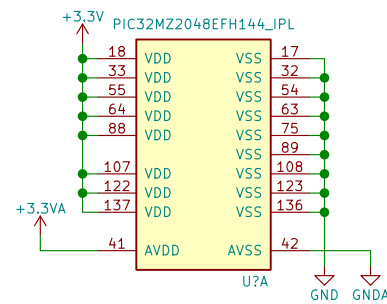 +3.3V PIC32MZ2048EFH144_IPL
18 VDD VSS 17
33 VDD VSS 32
55 VDD VSS 54
64 VDD VSS 63
88 VDD VSS 75
VSS 89
107 VDD VSS 108
122 VDD VSS 123
137 VDD VSS 136
+3.3VA
41 AVDD AVSS 42
U?A
GND GNDA